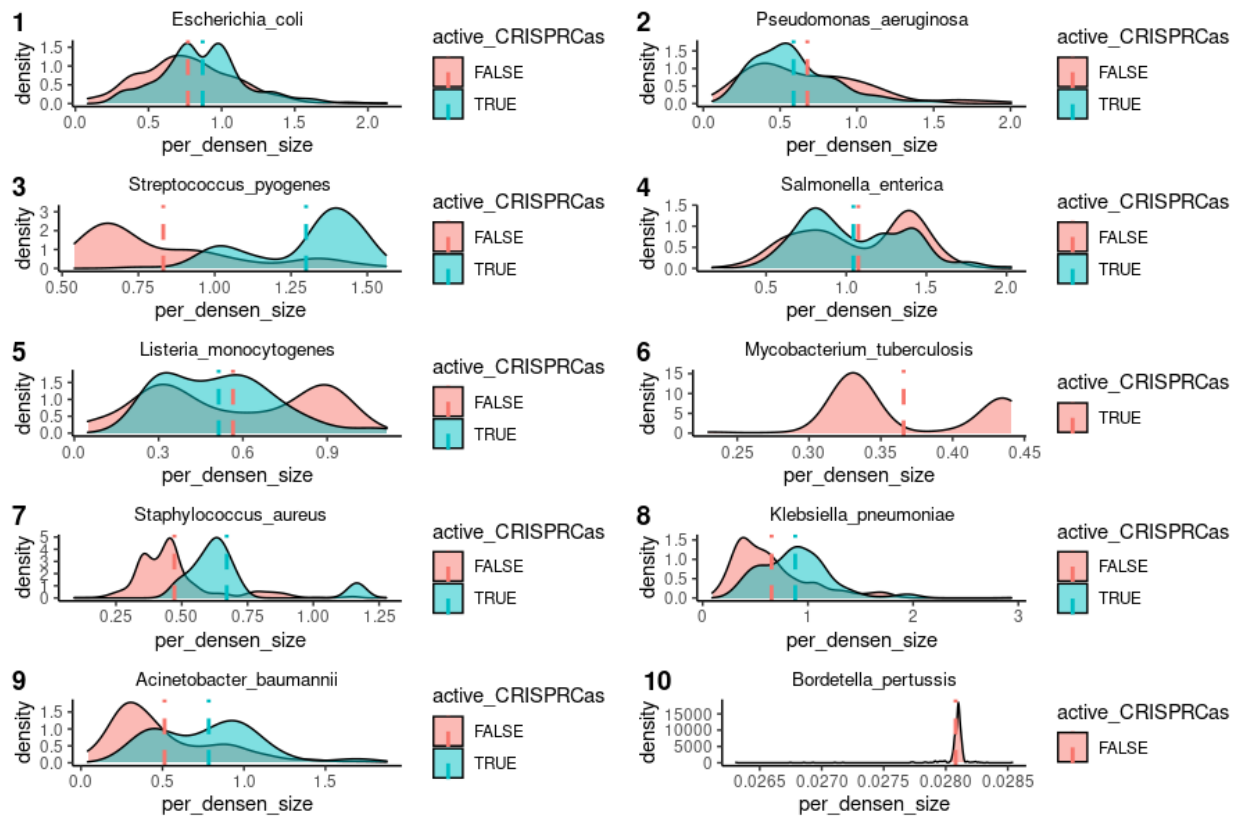 1
Escherichia_coli
density
1.5
1.0
0.5
0.0
0.0 0.5 1.0 1.5 2.0
per_densen_size
active_CRISPRCas
FALSE
TRUE
2
Pseudomonas_aeruginosa
density
1.5
1.0
0.5
0.0
0.0 0.5 1.0 1.5 2.0
per_densen_size
active_CRISPRCas
FALSE
TRUE
3
Streptococcus_pyogenes
density
3
2
1
0
0.50 0.75 1.00 1.25 1.50
per_densen_size
active_CRISPRCas
FALSE
TRUE
4
Salmonella_enterica
density
1.5
1.0
0.5
0.0
0.5 1.0 1.5 2.0
per_densen_size
active_CRISPRCas
FALSE
TRUE
5
Listeria_monocytogenes
density
1.5
1.0
0.5
0.0
0.0 0.3 0.6 0.9
per_densen_size
active_CRISPRCas
FALSE
TRUE
6
Mycobacterium_tuberculosis
density
15
10
5
0
0.25 0.30 0.35 0.40 0.45
per_densen_size
active_CRISPRCas
TRUE
7
Staphylococcus_aureus
density
5
4
3
2
1
0
0.25 0.50 0.75 1.00 1.25
per_densen_size
active_CRISPRCas
FALSE
TRUE
8
Klebsiella_pneumoniae
density
1.5
1.0
0.5
0.0
0 1 2 3
per_densen_size
active_CRISPRCas
FALSE
TRUE
9
Acinetobacter_baumannii
density
1.5
1.0
0.5
0.0
0.0 0.5 1.0 1.5
per_densen_size
active_CRISPRCas
FALSE
TRUE
10
Bordetella_pertussis
density
15000
10000
5000
0
0.0265 0.0270 0.0275 0.0280 0.0285
per_densen_size
active_CRISPRCas
FALSE